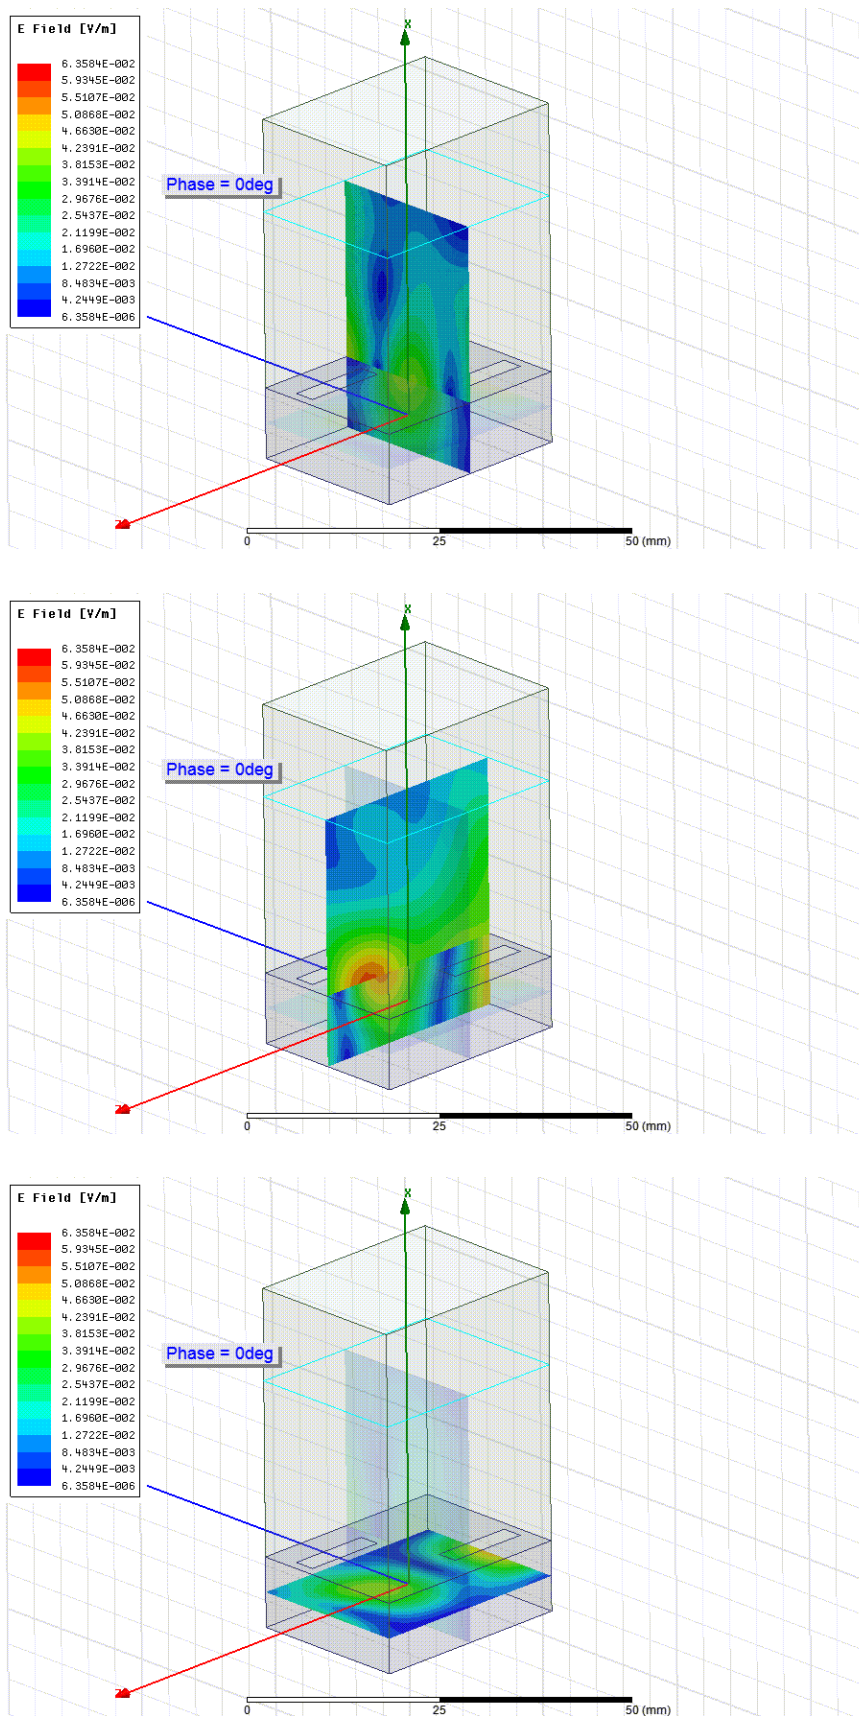 E Field [V/m]
6.3584E-002
5.9345E-002
5.5107E-002
5.0868E-002
4.6630E-002
4.2391E-002
3.8153E-002
3.3914E-002
2.9676E-002
2.5437E-002
2.1199E-002
1.6960E-002
1.2722E-002
8.4834E-003
4.2449E-003
6.3584E-006
X
Phase = 0deg
0
25
50 (mm)
E Field [V/m]
6.3584E-002
5.9345E-002
5.5107E-002
5.0868E-002
4.6630E-002
4.2391E-002
3.8153E-002
3.3914E-002
2.9676E-002
2.5437E-002
2.1199E-002
1.6960E-002
1.2722E-002
8.4834E-003
4.2449E-003
6.3584E-006
X
Phase = 0deg
0
25
50 (mm)
E Field [V/m]
6.3584E-002
5.9345E-002
5.5107E-002
5.0868E-002
4.6630E-002
4.2391E-002
3.8153E-002
3.3914E-002
2.9676E-002
2.5437E-002
2.1199E-002
1.6960E-002
1.2722E-002
8.4834E-003
4.2449E-003
6.3584E-006
X
Phase = 0deg
0
25
50 (mm)